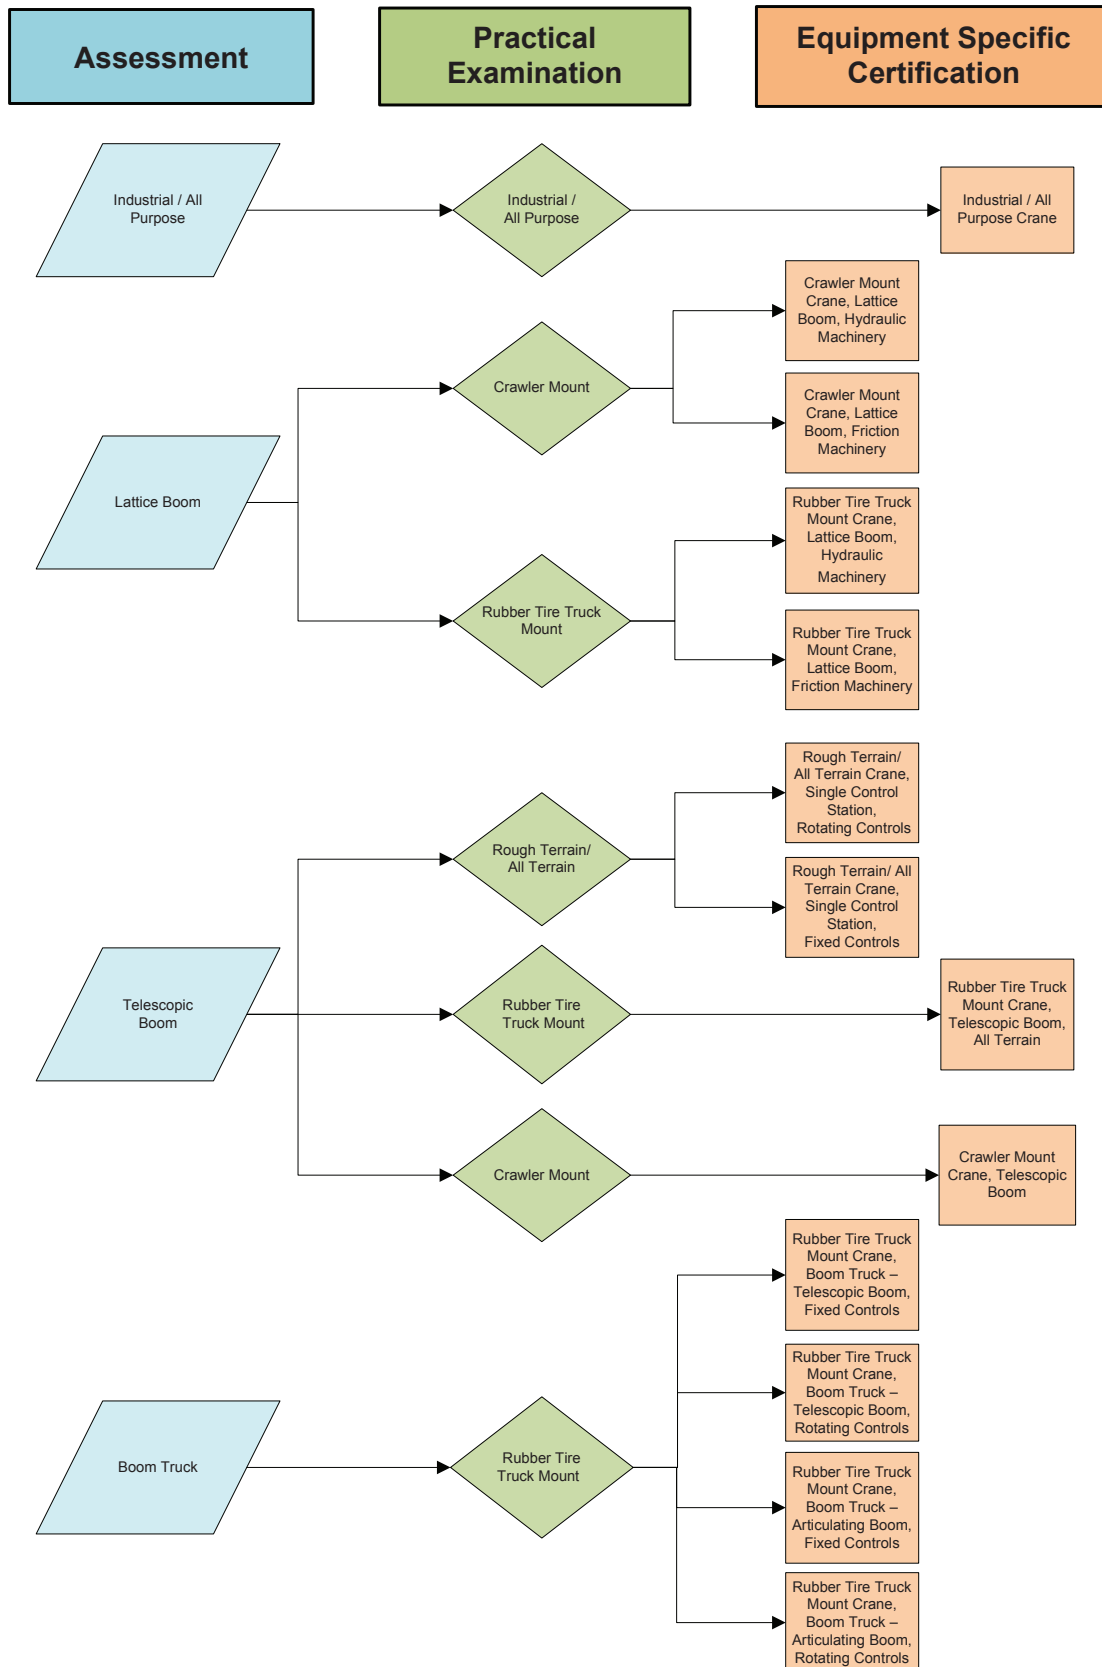 Assessment
Practical
Examination
Equipment Specific
Certification
Industrial / All
Purpose
Industrial /
All Purpose
Industrial / All
Purpose Crane
Lattice Boom
Crawler Mount
Crawler Mount
Crane, Lattice
Boom, Hydraulic
Machinery
Crawler Mount
Crane, Lattice
Boom, Friction
Machinery
Rubber Tire Truck
Mount
Rubber Tire Truck
Mount Crane,
Lattice Boom,
Hydraulic
Machinery
Rubber Tire Truck
Mount Crane,
Lattice Boom,
Friction Machinery
Telescopic
Boom
Rough Terrain/
All Terrain
Rough Terrain/
All Terrain Crane,
Single Control
Station,
Rotating Controls
Rough Terrain/ All
Terrain Crane,
Single Control
Station,
Fixed Controls
Rubber Tire
Truck Mount
Rubber Tire Truck
Mount Crane,
Telescopic Boom,
All Terrain
Crawler Mount
Crawler Mount
Crane, Telescopic
Boom
Boom Truck
Rubber Tire
Truck Mount
Rubber Tire Truck
Mount Crane,
Boom Truck –
Telescopic Boom,
Fixed Controls
Rubber Tire Truck
Mount Crane,
Boom Truck –
Telescopic Boom,
Rotating Controls
Rubber Tire Truck
Mount Crane,
Boom Truck –
Articulating Boom,
Fixed Controls
Rubber Tire Truck
Mount Crane,
Boom Truck –
Articulating Boom,
Rotating Controls